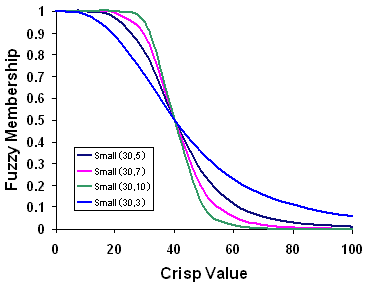 Fuzzy Membership
1
0.9
0.8
0.7
0.6
0.5
0.4
0.3
0.2
0.1
0
Small (30,5)
Small (30,7)
Small (30,10)
Small (30,3)
0 20 40 60 80 100
Crisp Value